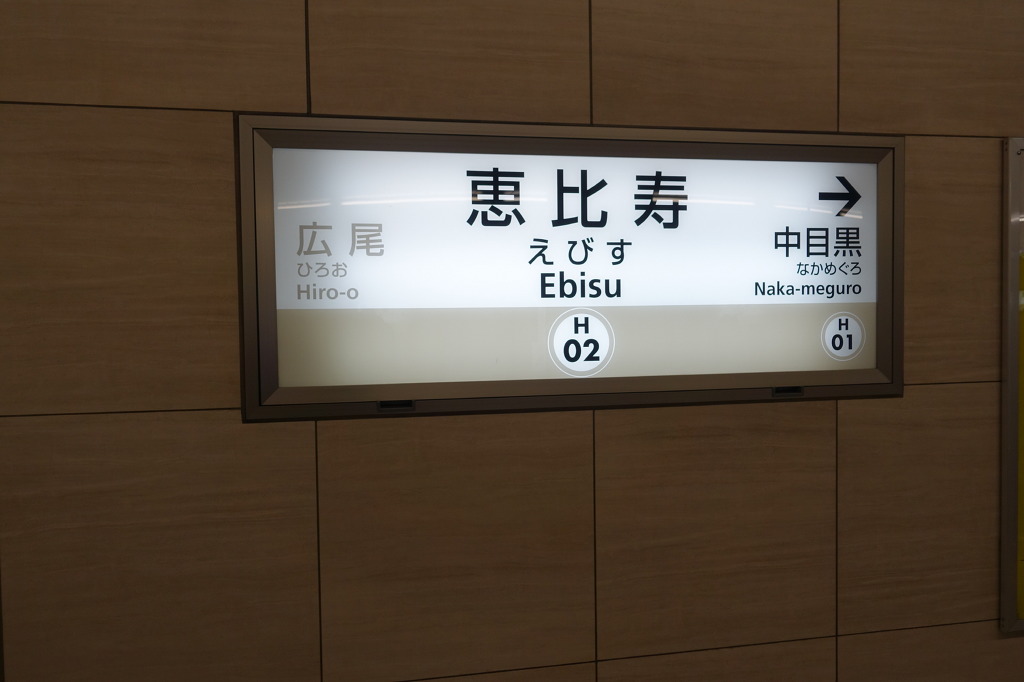 恵比寿
えびす
Ebisu
H
02
広尾
ひろお
Hiro-o
→
中目黒
なかめぐろ
Naka-meguro
H
01